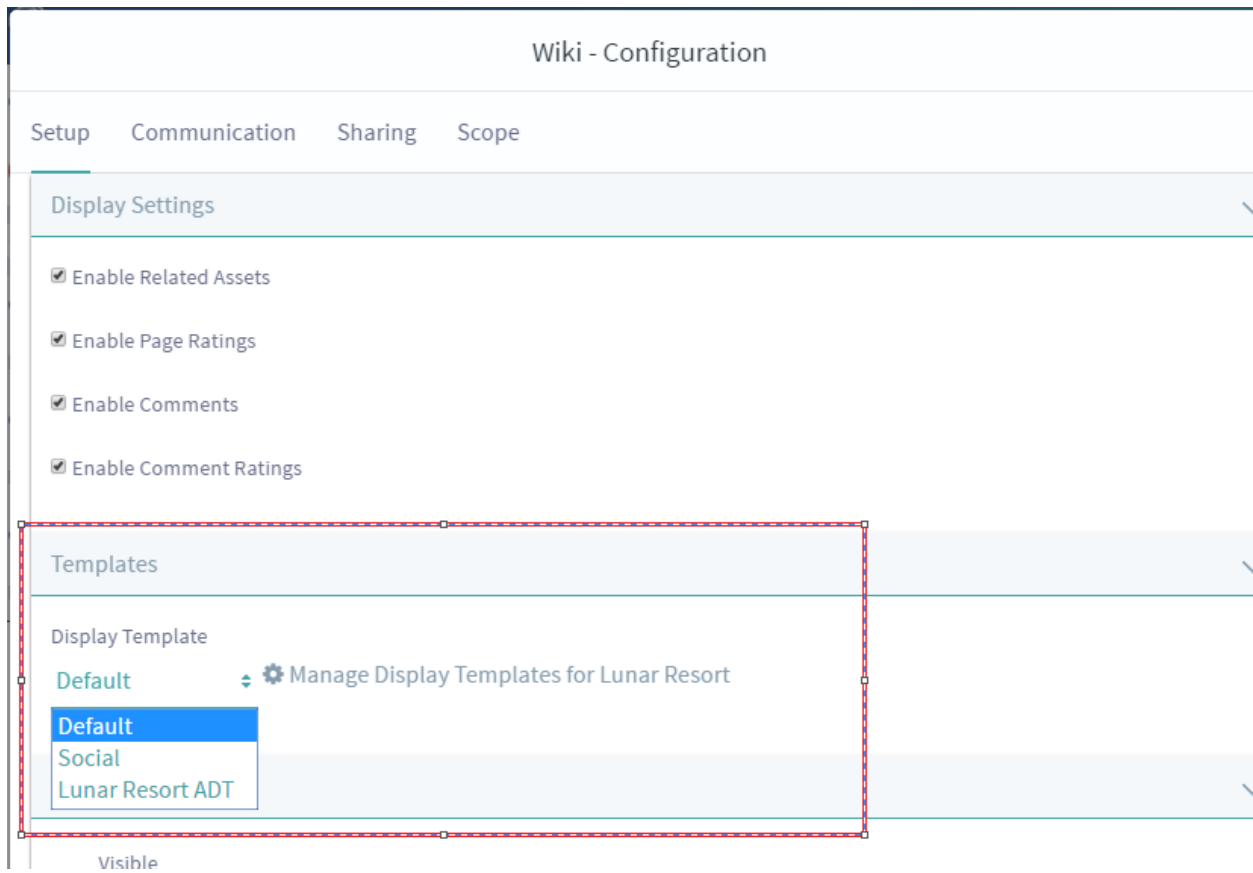 Wiki - Configuration
Setup Communication Sharing Scope
Display Settings
Enable Related Assets
Enable Page Ratings
Enable Comments
Enable Comment Ratings
Templates
Display Template
Default Manage Display Templates for Lunar Resort
Default
Social
Lunar Resort ADT
Visible